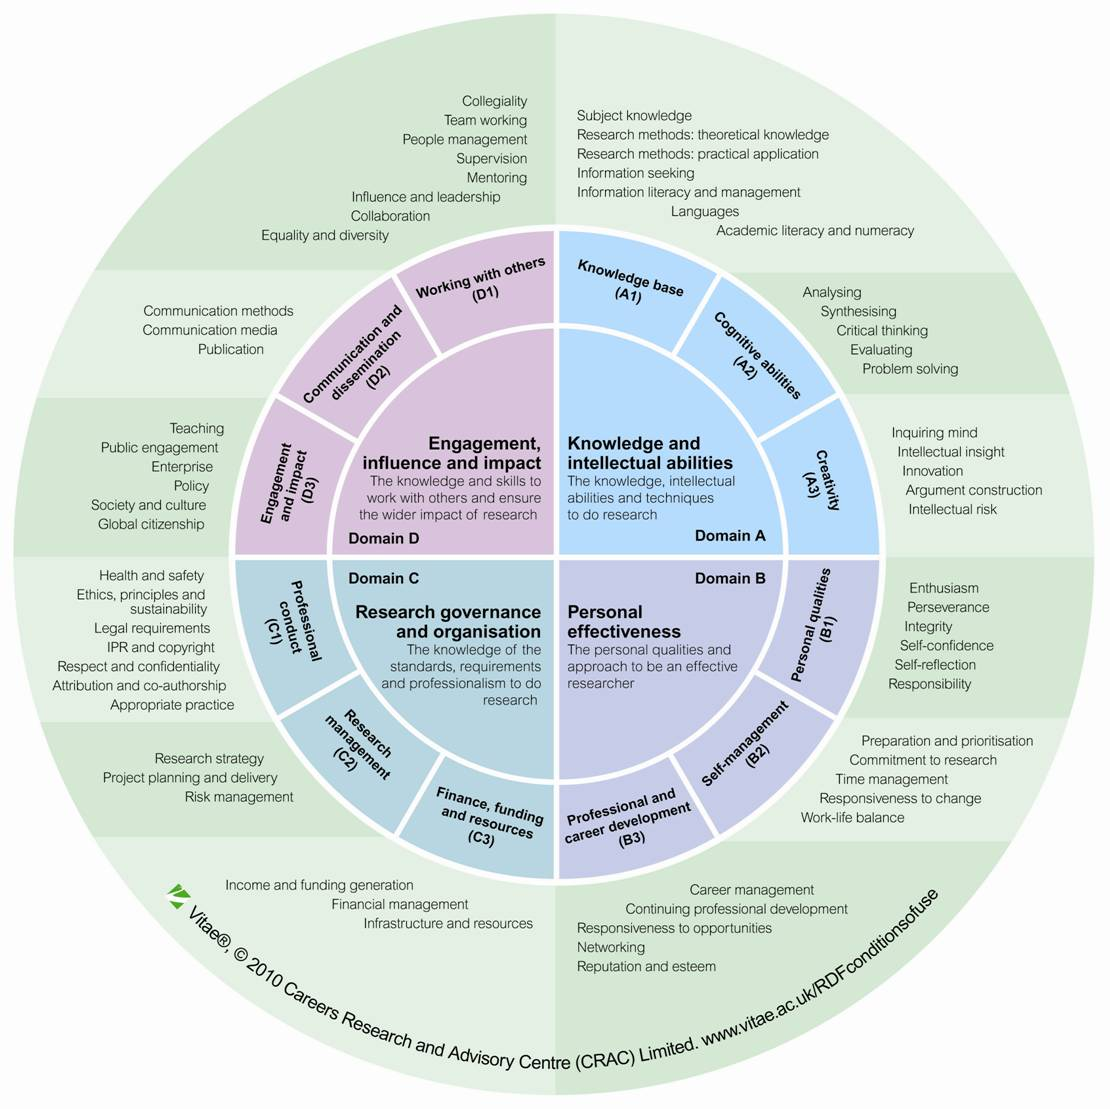 Collegiality
Team working
People management
Supervision
Mentoring
Influence and leadership
Collaboration
Equality and diversity
Subject knowledge
Research methods: theoretical knowledge
Research methods: practical application
Information seeking
Information literacy and management
Languages
Academic literacy and numeracy
Communication methods
Communication media
Publication
Analysing
Synthesising
Critical thinking
Evaluating
Problem solving
Teaching
Public engagement
Enterprise
Policy
Society and culture
Global citizenship
Inquiring mind
Intellectual insight
Innovation
Argument construction
Intellectual risk
Working with others
(D1)
Communication and
dissemination
(D2)
Engagement
and impact
(D3)
Knowledge base
(A1)
Cognitive abilities
(A2)
Creativity
(A3)
Engagement,
influence and impact
The knowledge and skills to
work with others and ensure
the wider impact of research
Domain D
Knowledge and
intellectual abilities
The knowledge, intellectual
abilities and techniques
to do research
Domain A
Domain C
Research governance
and organisation
The knowledge of the
standards, requirements
and professionalism to do
research
Domain B
Personal
effectiveness
The personal qualities and
approach to be an effective
researcher
Professional
conduct
(C1)
Research
management
(C2)
Finance, funding
and resources
(C3)
Personal qualities
(B1)
Self-management
(B2)
Professional and
career development
(B3)
Health and safety
Ethics, principles and
sustainability
Legal requirements
IPR and copyright
Respect and confidentiality
Attribution and co-authorship
Appropriate practice
Enthusiasm
Perseverance
Integrity
Self-confidence
Self-reflection
Responsibility
Research strategy
Project planning and delivery
Risk management
Preparation and prioritisation
Commitment to research
Time management
Responsiveness to change
Work-life balance
Income and funding generation
Financial management
Infrastructure and resources
Career management
Continuing professional development
Responsiveness to opportunities
Networking
Reputation and esteem
Vitae®, © 2010 Careers Research and Advisory Centre (CRAC) Limited. www.vitae.ac.uk/RDFconditionsofuse